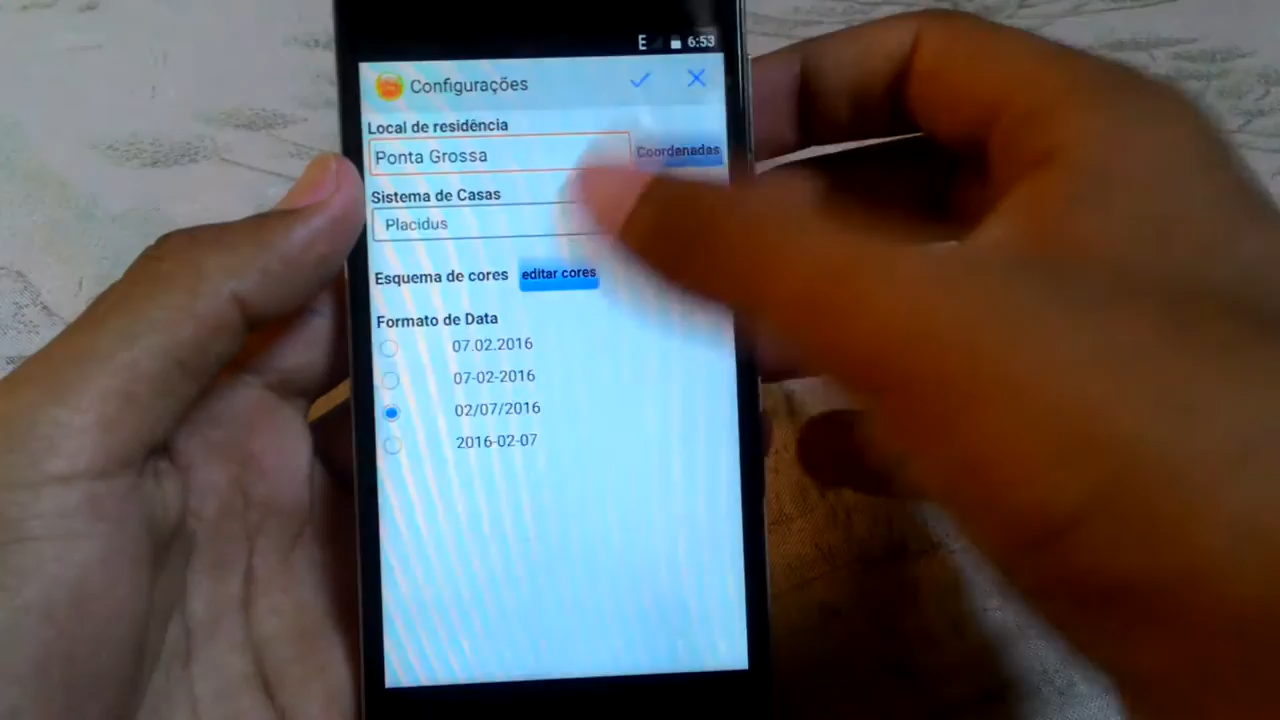 E 6:53
Configurações
Local de residência
Ponta Grossa Coordenadas
Sistema de Casas
Placidus
Esquema de cores editar cores
Formato de Data
07.02.2016
07-02-2016
02/07/2016
2016-02-07